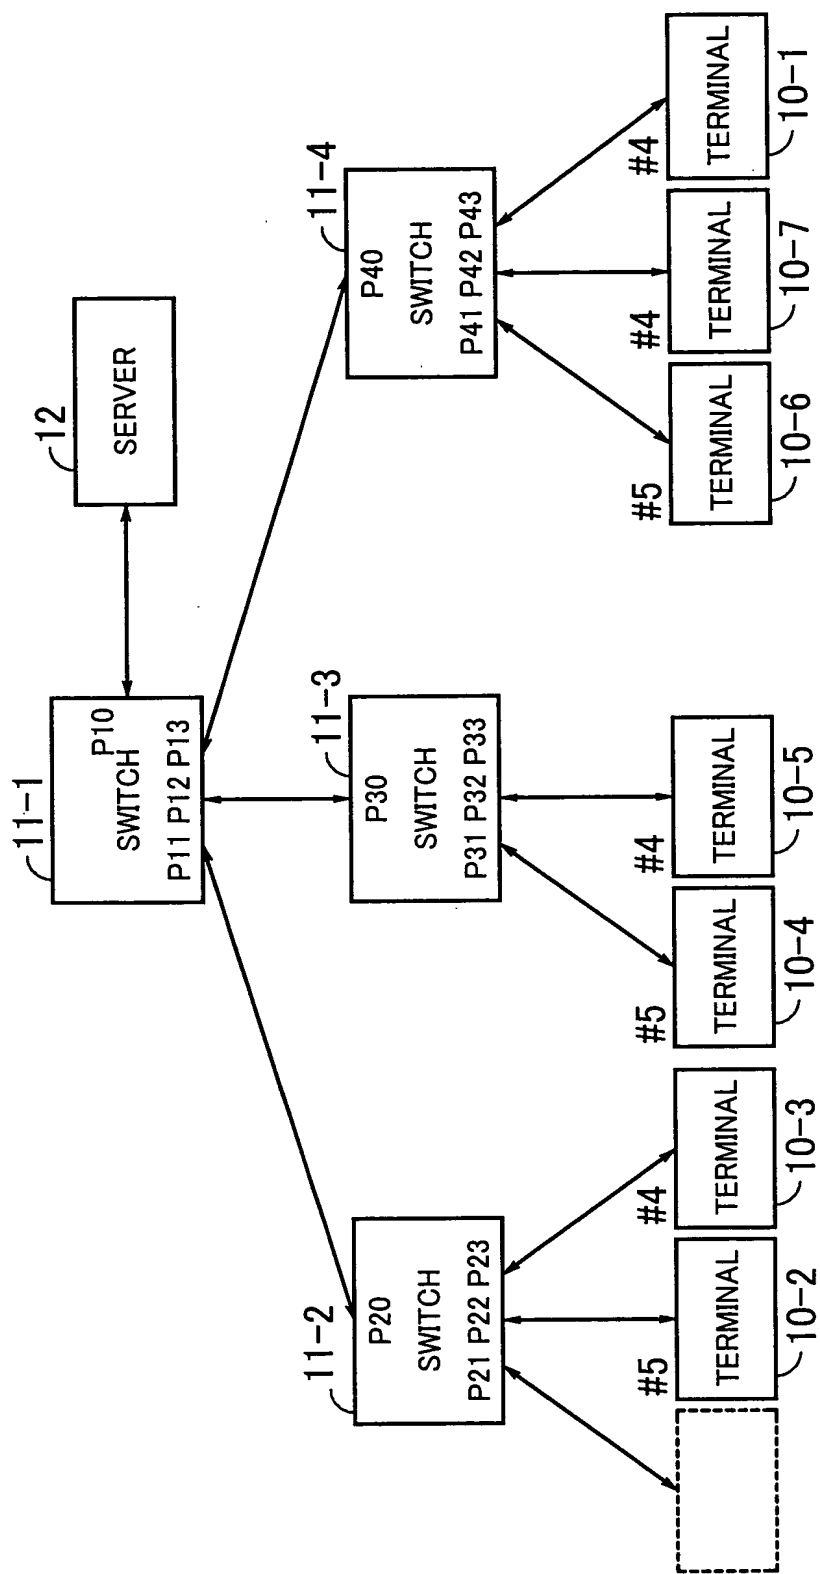 11-1
SWITCH
P10
P11 P12 P13
12
SERVER
11-2
P20
SWITCH
P21 P22 P23
11-3
P30
SWITCH
P31 P32 P33
11-4
P40
SWITCH
P41 P42 P43
#5
TERMINAL
10-2
#4
TERMINAL
10-3
#5
TERMINAL
10-4
#4
TERMINAL
10-5
#5
TERMINAL
10-6
#4
TERMINAL
10-7
#4
TERMINAL
10-1